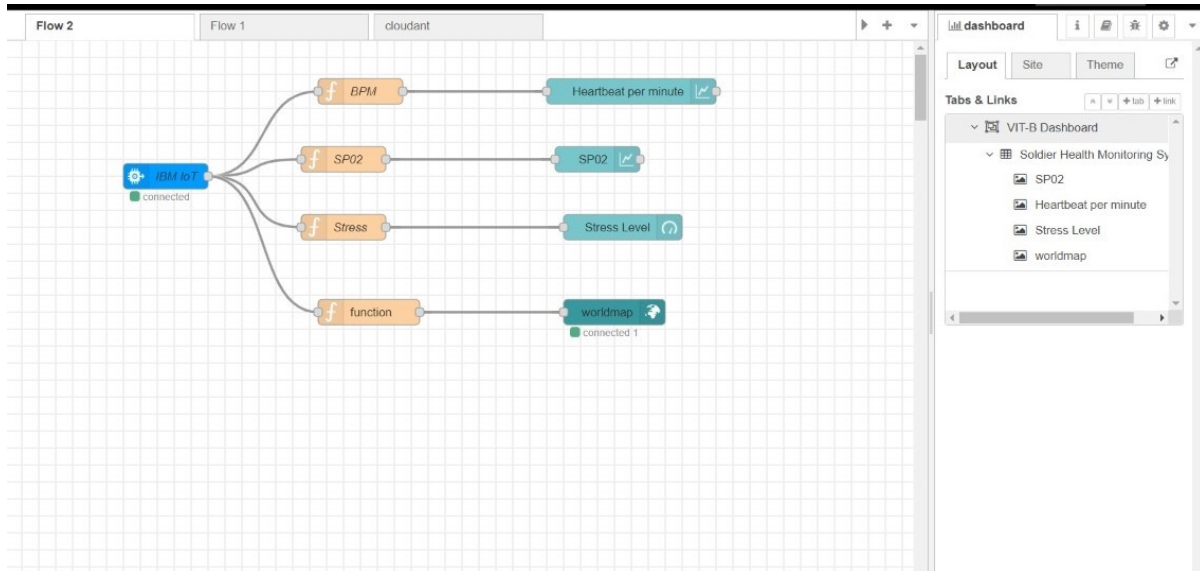 Flow 2
Flow 1
cloudant
BPM
Heartbeat per minute
SP02
SP02
IBM IoT
connected
Stress
Stress Level
function
worldmap
connected 1
dashboard
i
Layout
Site
Theme
Tabs & Links
+ tab
+ link
VIT-B Dashboard
Soldier Health Monitoring Sy
SP02
Heartbeat per minute
Stress Level
worldmap